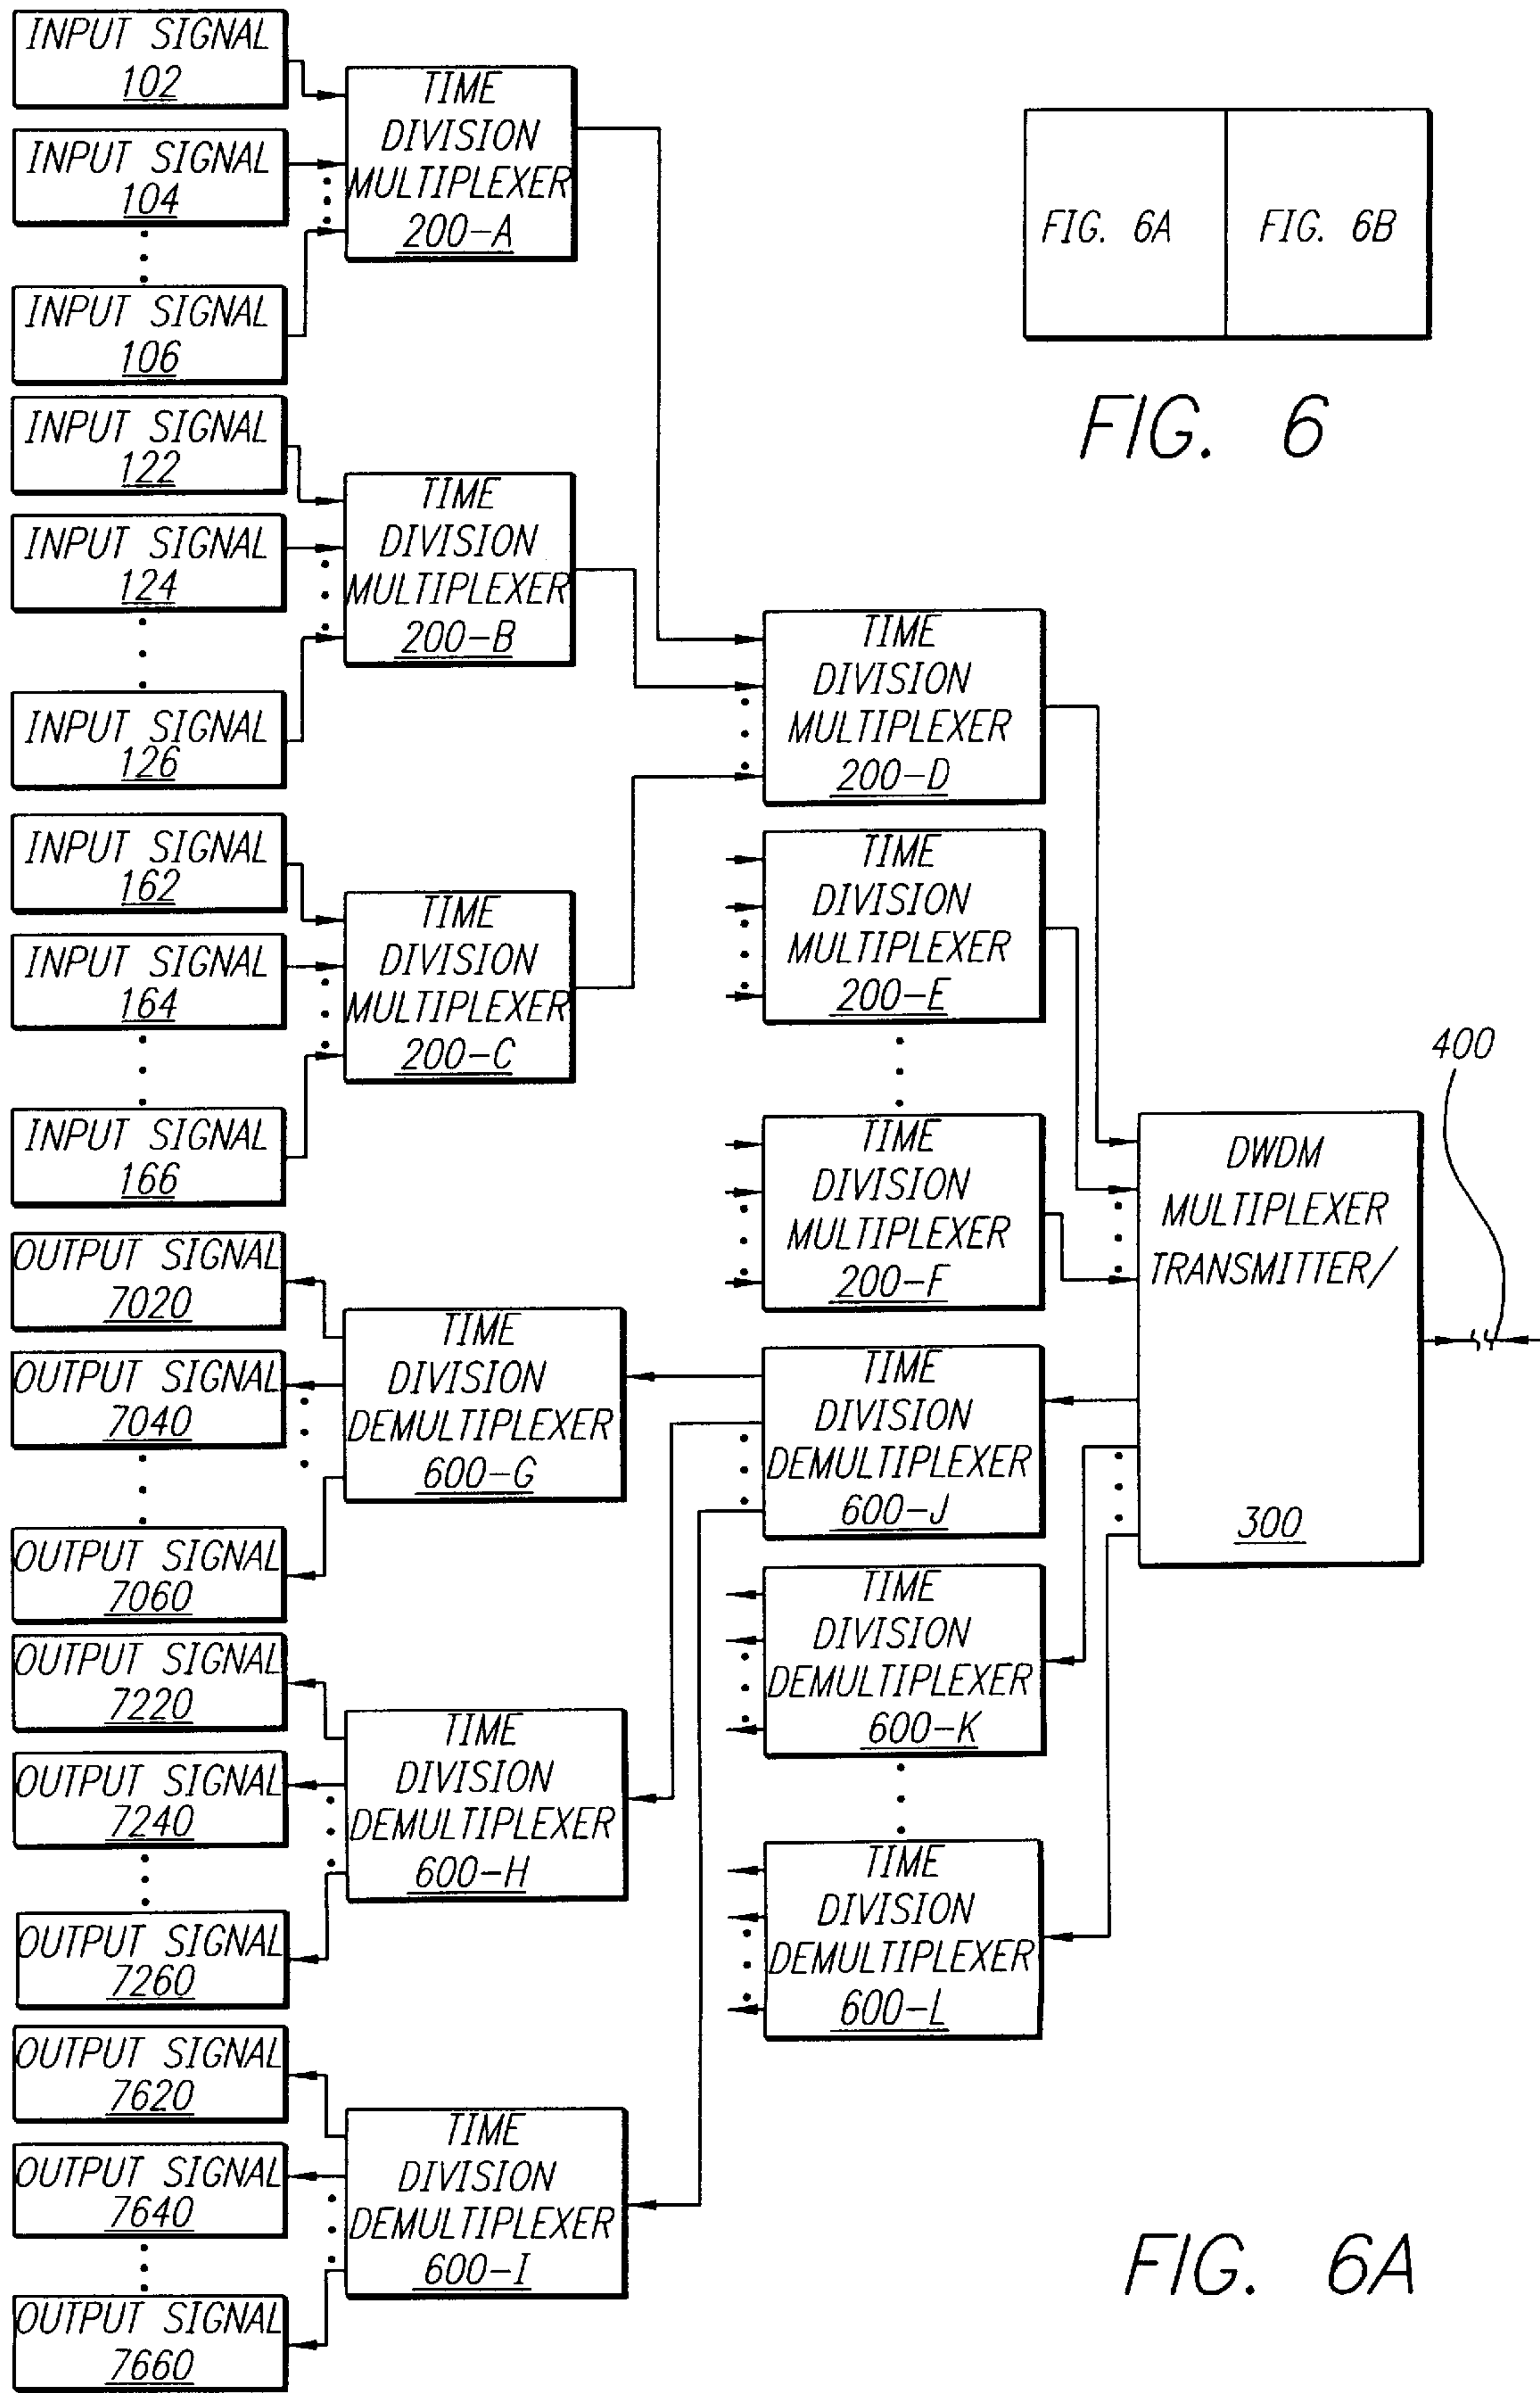 INPUT SIGNAL
102
INPUT SIGNAL
104
INPUT SIGNAL
106
TIME
DIVISION
MULTIPLEXER
200-A
FIG. 6A
FIG. 6B
FIG. 6
INPUT SIGNAL
122
INPUT SIGNAL
124
INPUT SIGNAL
126
TIME
DIVISION
MULTIPLEXER
200-B
INPUT SIGNAL
162
INPUT SIGNAL
164
INPUT SIGNAL
166
TIME
DIVISION
MULTIPLEXER
200-C
TIME
DIVISION
MULTIPLEXER
200-D
TIME
DIVISION
MULTIPLEXER
200-E
TIME
DIVISION
MULTIPLEXER
200-F
DWDM
MULTIPLEXER
TRANSMITTER/
300
400
OUTPUT SIGNAL
7020
OUTPUT SIGNAL
7040
OUTPUT SIGNAL
7060
TIME
DIVISION
DEMULTIPLEXER
600-G
TIME
DIVISION
DEMULTIPLEXER
600-J
OUTPUT SIGNAL
7220
OUTPUT SIGNAL
7240
OUTPUT SIGNAL
7260
TIME
DIVISION
DEMULTIPLEXER
600-H
TIME
DIVISION
DEMULTIPLEXER
600-K
TIME
DIVISION
DEMULTIPLEXER
600-L
OUTPUT SIGNAL
7620
OUTPUT SIGNAL
7640
OUTPUT SIGNAL
7660
TIME
DIVISION
DEMULTIPLEXER
600-I
FIG. 6A